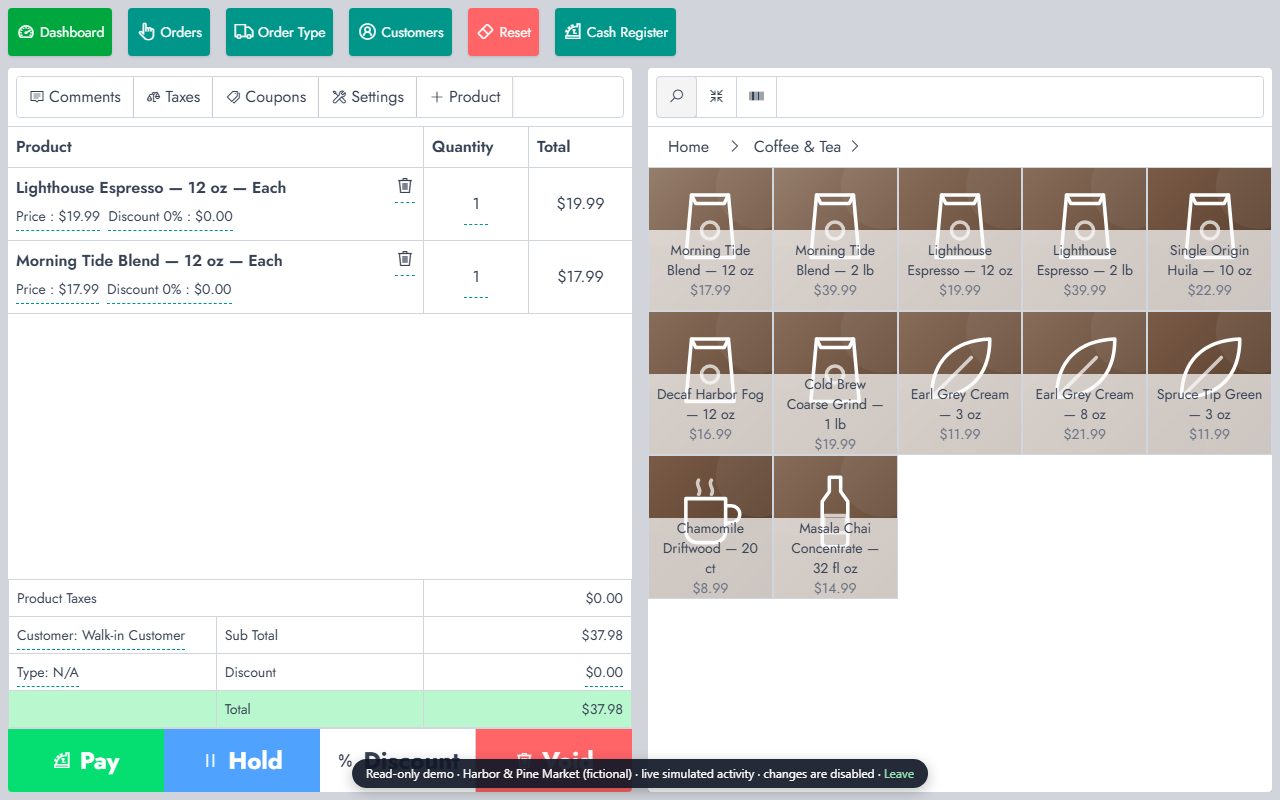 Dashboard Orders Order Type Customers Reset Cash Register
Comments Taxes Coupons Settings Product
Product Quantity Total
Lighthouse Espresso — 12 oz — Each
Price : $19.99 Discount 0% : $0.00
1
$19.99
Morning Tide Blend — 12 oz — Each
Price : $17.99 Discount 0% : $0.00
1
$17.99
Product Taxes $0.00
Customer: Walk-in Customer Sub Total $37.98
Type: N/A Discount $0.00
Total $37.98
Pay Hold % Discount Void
Home Coffee & Tea
Morning Tide
Blend — 12 oz
$17.99
Morning Tide
Blend — 2 lb
$39.99
Lighthouse
Espresso — 12 oz
$19.99
Lighthouse
Espresso — 2 lb
$39.99
Single Origin
Huila — 10 oz
$22.99
Decaf Harbor Fog
— 12 oz
$16.99
Cold Brew
Coarse Grind —
1 lb
$19.99
Earl Grey Cream
— 3 oz
$11.99
Earl Grey Cream
— 8 oz
$21.99
Spruce Tip Green
— 3 oz
$11.99
Chamomile
Driftwood — 20
ct
$8.99
Masala Chai
Concentrate —
32 fl oz
$14.99
Read-only demo · Harbor & Pine Market (fictional) · live simulated activity · changes are disabled · Leave